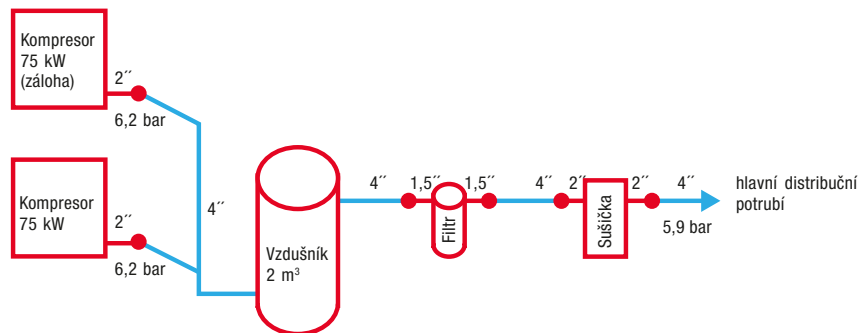 Kompresor
75 kW
(záloha)
2´´
6,2 bar
Kompresor
75 kW
2´´
6,2 bar
4´´
Vzdušník
2 m³
4´´
1,5´´
Filtr
1,5´´
4´´
2´´
Sušička
2´´
4´´
5,9 bar
hlavní distribuční
potrubí